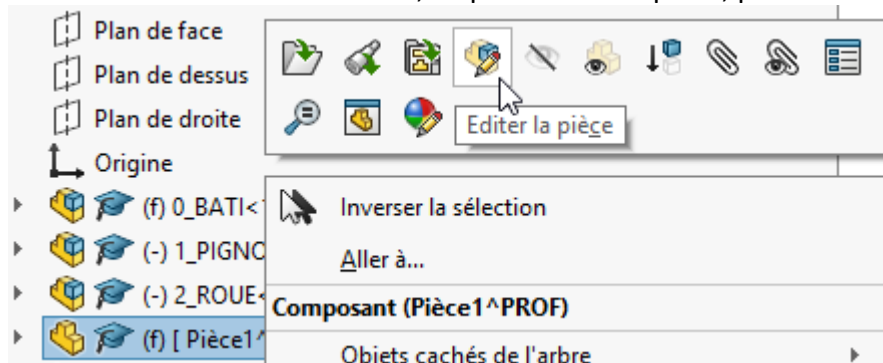 Plan de face
Plan de dessus
Plan de droite
Editer la pièce
Origine
(f) 0_BATI<
Inverser la sélection
(-) 1_PIGNO
Aller à...
(-) 2_ROUE<
Composant (Pièce1^PROF)
(f) [ Pièce1^
Objets cachés de l'arbre